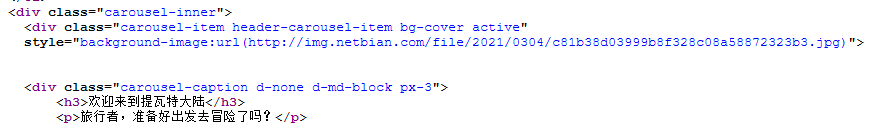 <div class="carousel-inner">
<div class="carousel-item header-carousel-item bg-cover active"
style="background-image:url(http://img.netbian.com/file/2021/0304/c81b38d03999b8f328c08a58872323b3.jpg)">
<div class="carousel-caption d-none d-md-block px-3">
<h3>欢迎来到提瓦特大陆</h3>
<p>旅行者，准备好出发去冒险了吗？</p>